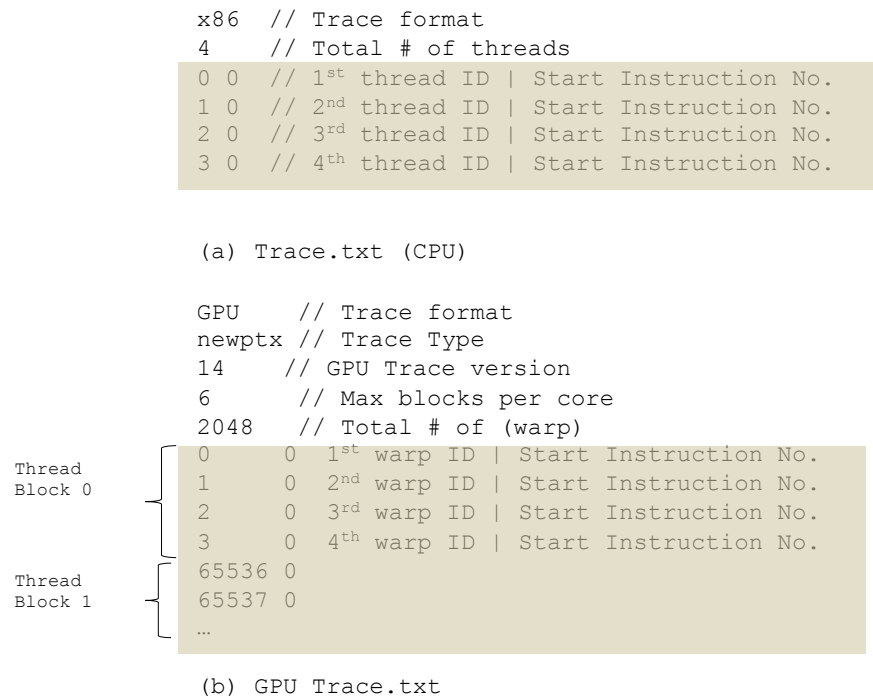 x86 // Trace format
4 // Total # of threads
0 0 // 1st thread ID | Start Instruction No.
1 0 // 2nd thread ID | Start Instruction No.
2 0 // 3rd thread ID | Start Instruction No.
3 0 // 4th thread ID | Start Instruction No.
(a) Trace.txt (CPU)
GPU // Trace format
newptx // Trace Type
14 // GPU Trace version
6 // Max blocks per core
2048 // Total # of (warp)
Thread
Block 0
0 0 1st warp ID | Start Instruction No.
1 0 2nd warp ID | Start Instruction No.
2 0 3rd warp ID | Start Instruction No.
3 0 4th warp ID | Start Instruction No.
Thread
Block 1
65536 0
65537 0
…
(b) GPU Trace.txt